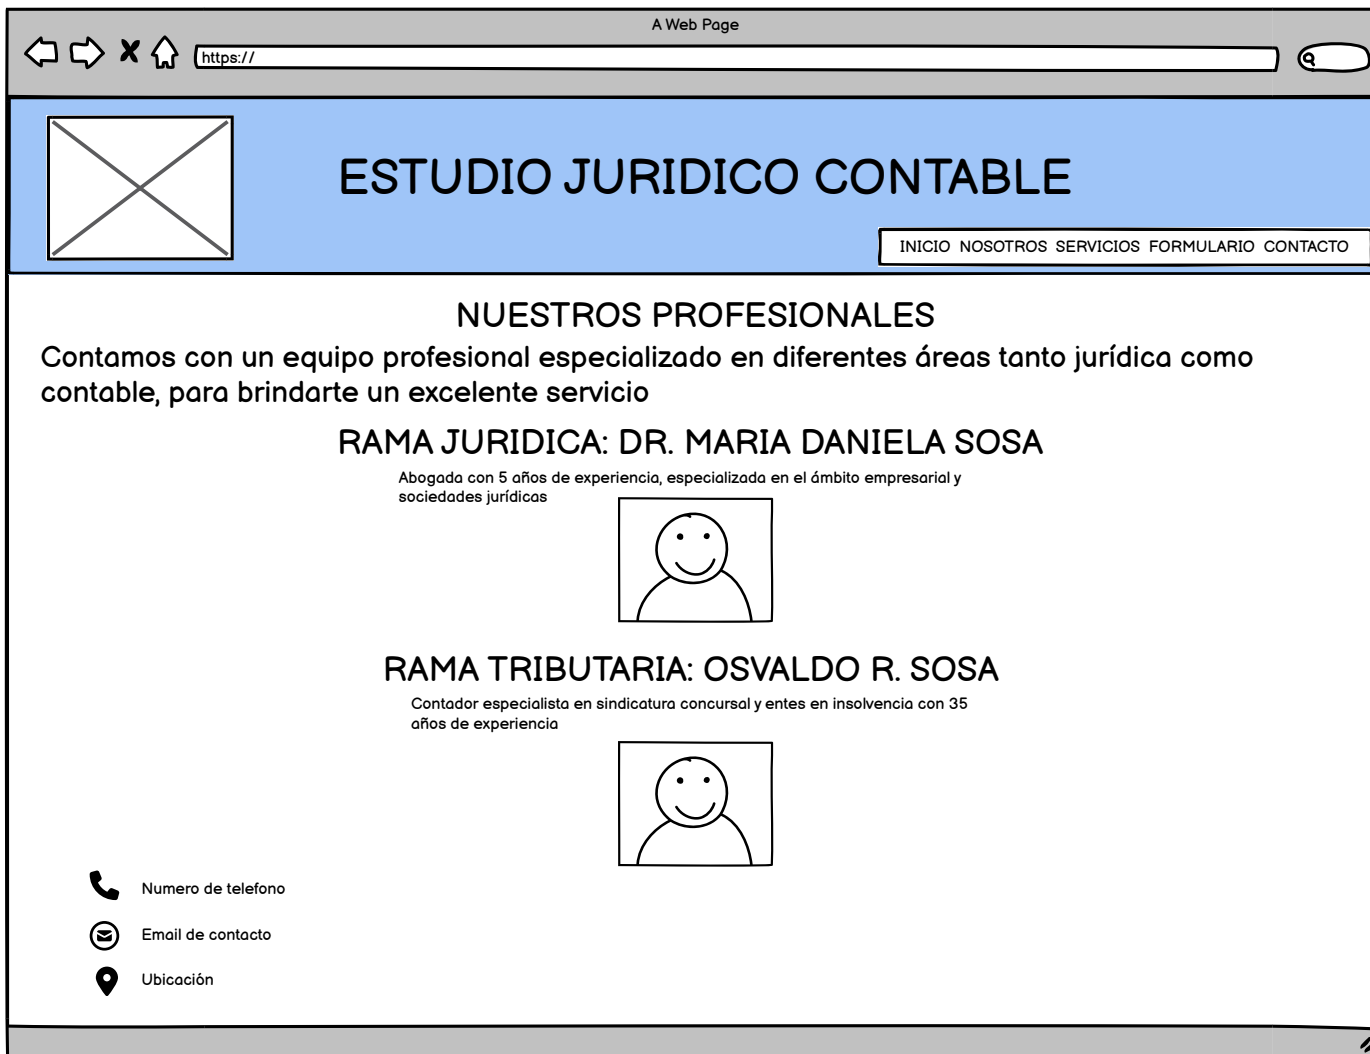 A Web Page
https://
ESTUDIO JURIDICO CONTABLE
INICIO NOSOTROS SERVICIOS FORMULARIO CONTACTO
NUESTROS PROFESIONALES
Contamos con un equipo profesional especializado en diferentes áreas tanto jurídica como
contable, para brindarte un excelente servicio
RAMA JURIDICA: DR. MARIA DANIELA SOSA
Abogada con 5 años de experiencia, especializada en el ámbito empresarial y
sociedades jurídicas
RAMA TRIBUTARIA: OSVALDO R. SOSA
Contador especialista en sindicatura concursal y entes en insolvencia con 35
años de experiencia
Numero de telefono
Email de contacto
Ubicación